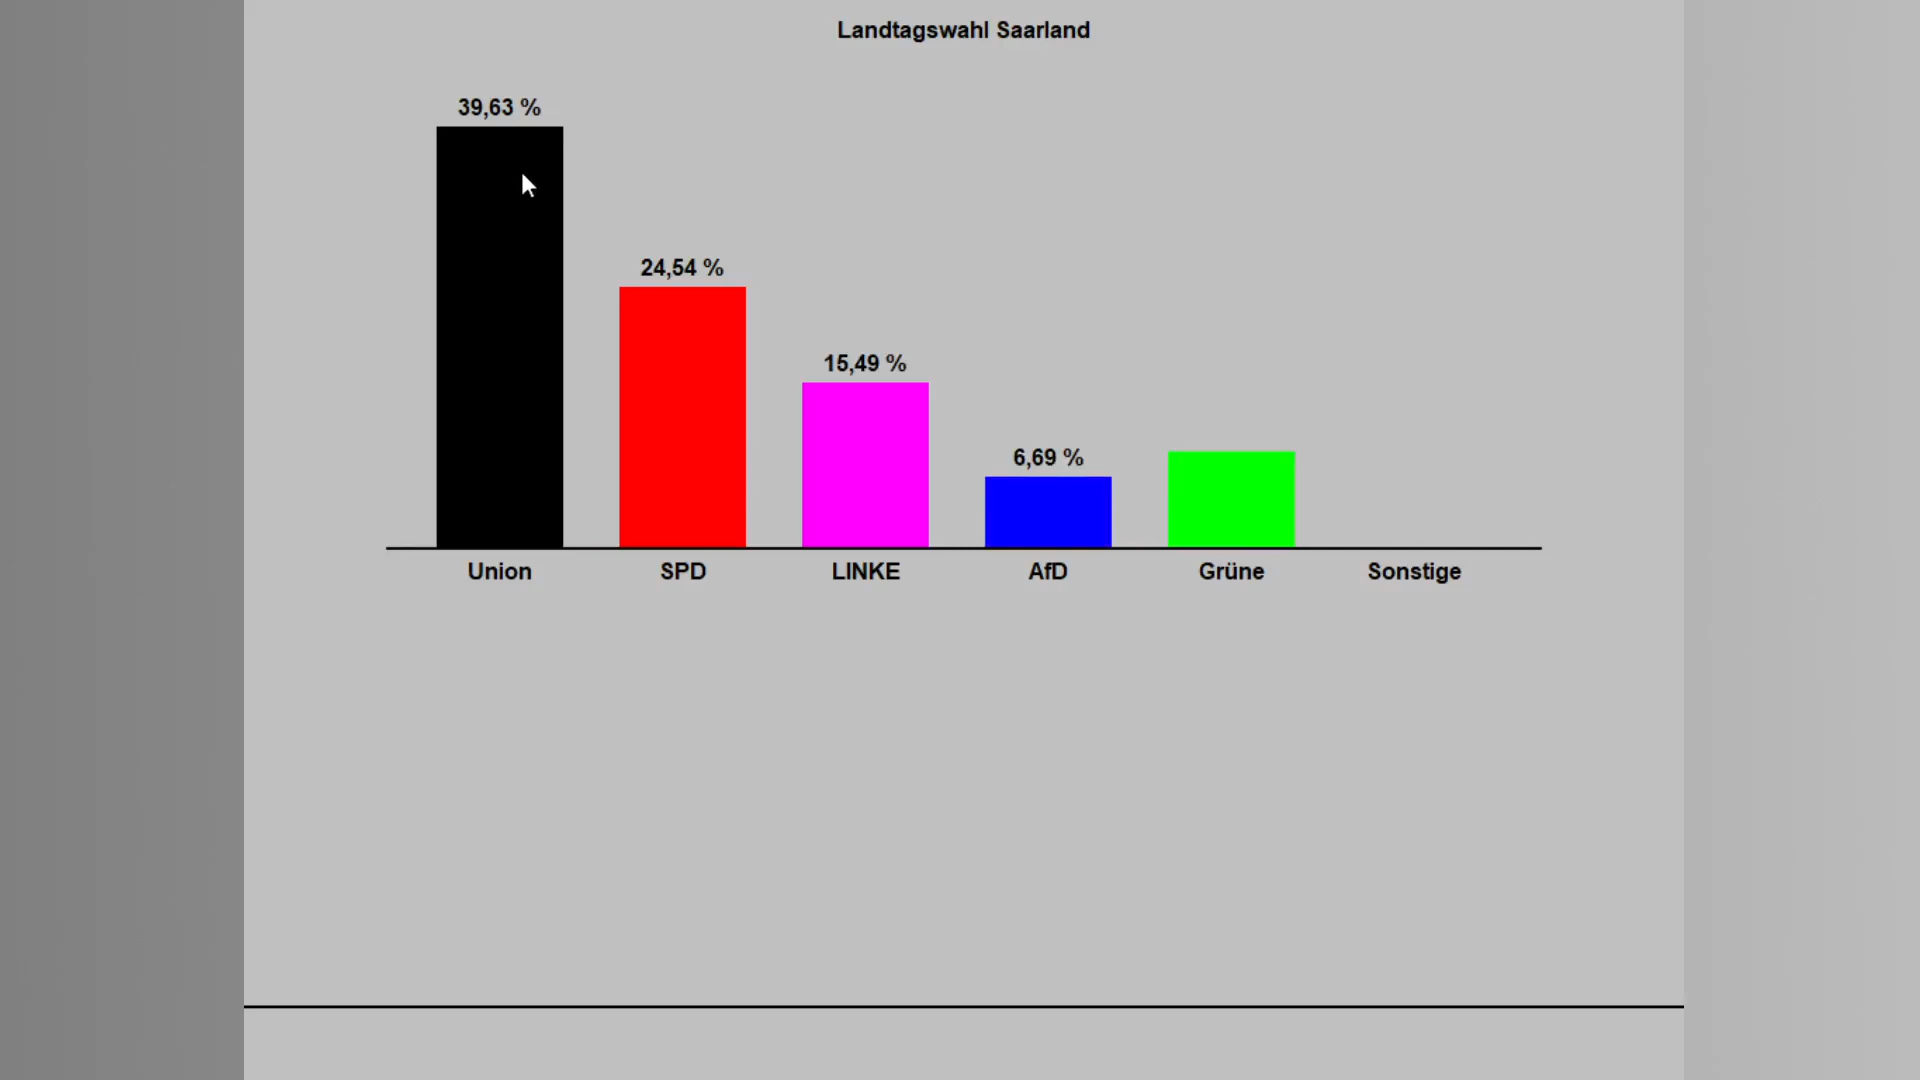 Landtagswahl Saarland
39,63 %
24,54 %
15,49 %
6,69 %
Union
SPD
LINKE
AfD
Grüne
Sonstige